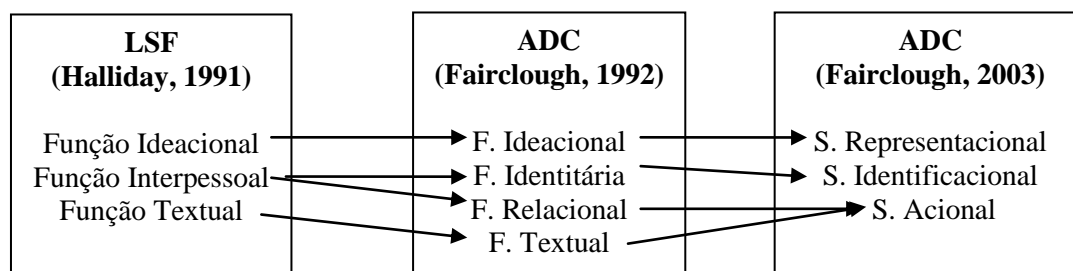 LSF
(Halliday, 1991)
Função Ideacional
Função Interpessoal
Função Textual
ADC
(Fairclough, 1992)
F. Ideacional
F. Identitária
F. Relacional
F. Textual
ADC
(Fairclough, 2003)
S. Representacional
S. Identificacional
S. Acional